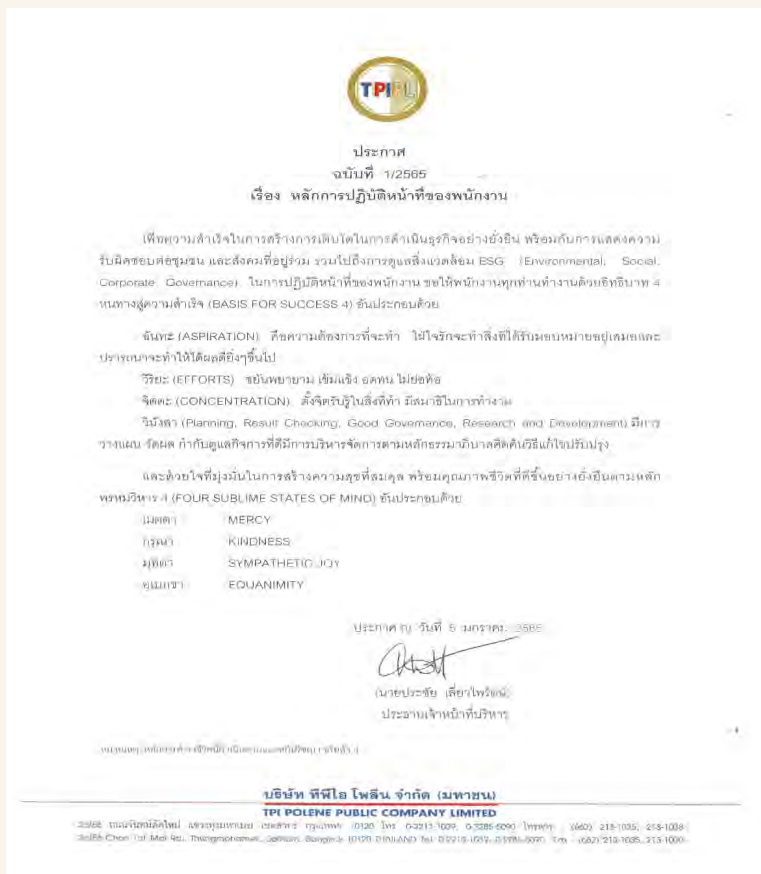 TPIPL
ประกาศ
ฉบับที่ 1/2565
เรื่อง หลักการปฏิบัติหน้าที่ของพนักงาน
เพื่อความสำเร็จในการสร้างการเติบโตในการดำเนินธุรกิจอย่างยั่งยืน พร้อมกับการแสดงความ
รับผิดชอบต่อชุมชน และสังคมที่อยู่ร่วม รวมไปถึงการดูแลสิ่งแวดล้อม ESG (Environmental, Social,
Corporate Governance) ในการปฏิบัติหน้าที่ของพนักงาน ขอให้พนักงานทุกท่านทำงานด้วยอิทธิบาท 4
หนทางสู่ความสำเร็จ (BASIS FOR SUCCESS 4) อันประกอบด้วย
ฉันทะ (ASPIRATION) คือความต้องการที่จะทำ ใฝ่ใจรักจะทำสิ่งที่ได้รับมอบหมายอยู่เสมอและ
ปรารถนาจะทำให้ได้ผลดียิ่งๆขึ้นไป
วิริยะ (EFFORTS) ขยันพยายาม เข้มแข็ง อดทน ไม่ย่อท้อ
จิตตะ (CONCENTRATION) ตั้งจิตรับรู้ในสิ่งที่ทำ มีสมาธิในการทำงาน
วิมังสา (Planning, Result Checking, Good Governance, Research and Development) มีการ
วางแผน วัดผล กำกับดูแลกิจการที่ดีมีการบริหารจัดการตามหลักธรรมาภิบาลคิดค้นวิธีแก้ไขปรับปรุง
และด้วยใจที่มุ่งมั่นในการสร้างความสุขที่สมดุล พร้อมคุณภาพชีวิตที่ดีขึ้นอย่างยั่งยืนตามหลัก
พรหมวิหาร 4 (FOUR SUBLIME STATES OF MIND) อันประกอบด้วย
เมตตา MERCY
กรุณา KINDNESS
มุทิตา SYMPATHETIC JOY
อุเบกขา EQUANIMITY
ประกาศ ณ วันที่ 5 มกราคม 2565
(นายประชัย เลี่ยวไพรัตน์)
ประธานเจ้าหน้าที่บริหาร
บริษัท ทีพีไอ โพลีน จำกัด (มหาชน)
TPI POLENE PUBLIC COMPANY LIMITED